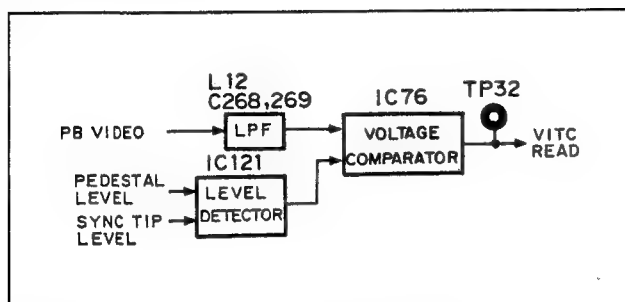 L12
C268,269
LPF
PB VIDEO
IC76
VOLTAGE
COMPARATOR
TP32
VITC
READ
IC121
PEDESTAL
LEVEL
SYNC TIP
LEVEL
LEVEL
DETECTOR